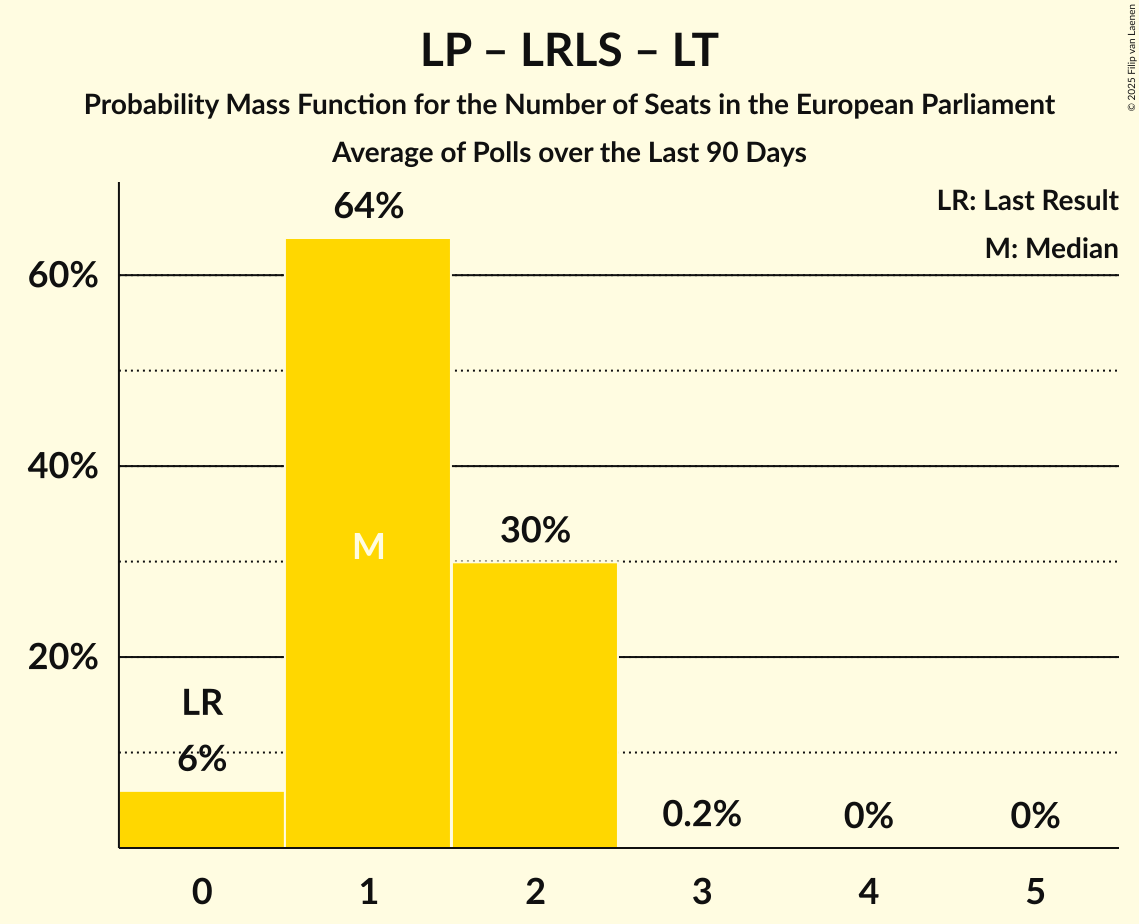 LP – LRLS – LT
Probability Mass Function for the Number of Seats in the European Parliament
Average of Polls over the Last 90 Days
© 2025 Filip van Laenen
LR: Last Result
M: Median
64%
60%
40%
20%
M
30%
LR
6%
0.2%
0%
0%
0
1
2
3
4
5